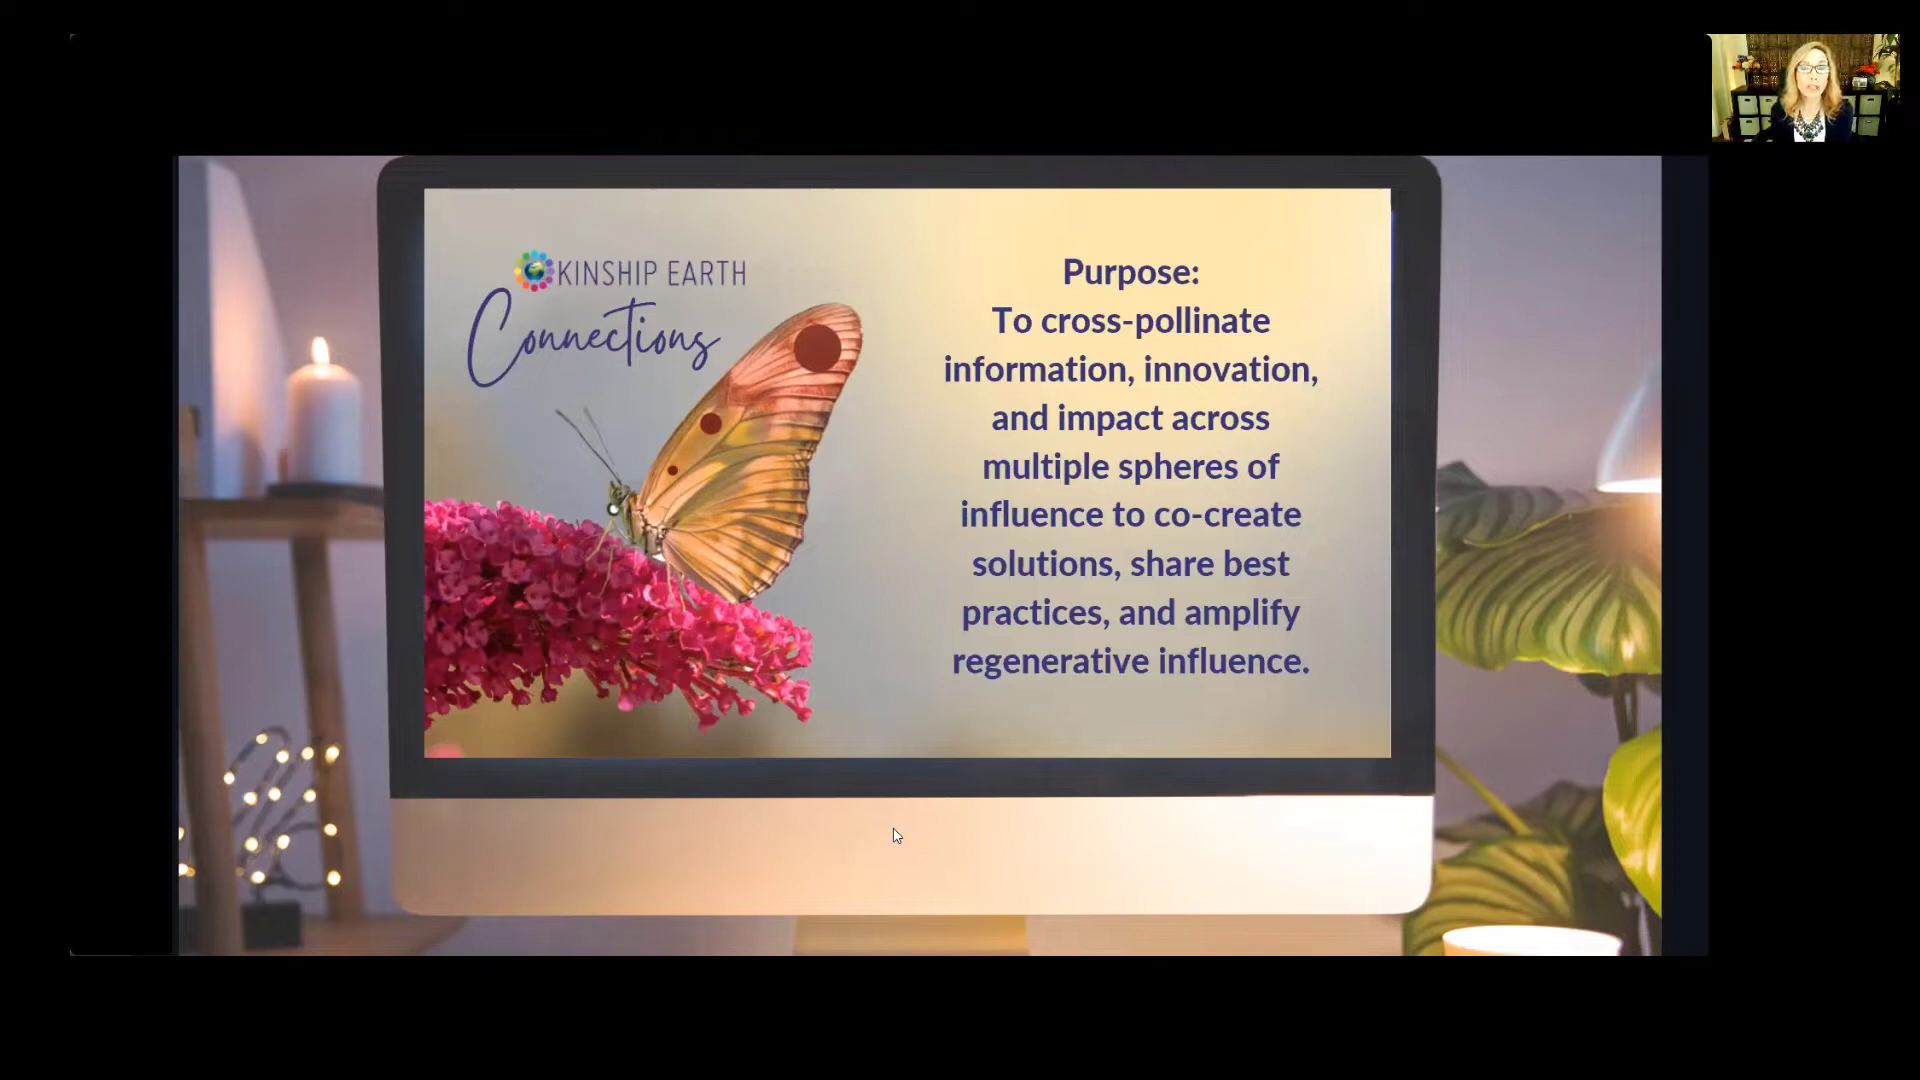 KINSHIP EARTH
Connections
Purpose:
To cross-pollinate
information, innovation,
and impact across
multiple spheres of
influence to co-create
solutions, share best
practices, and amplify
regenerative influence.